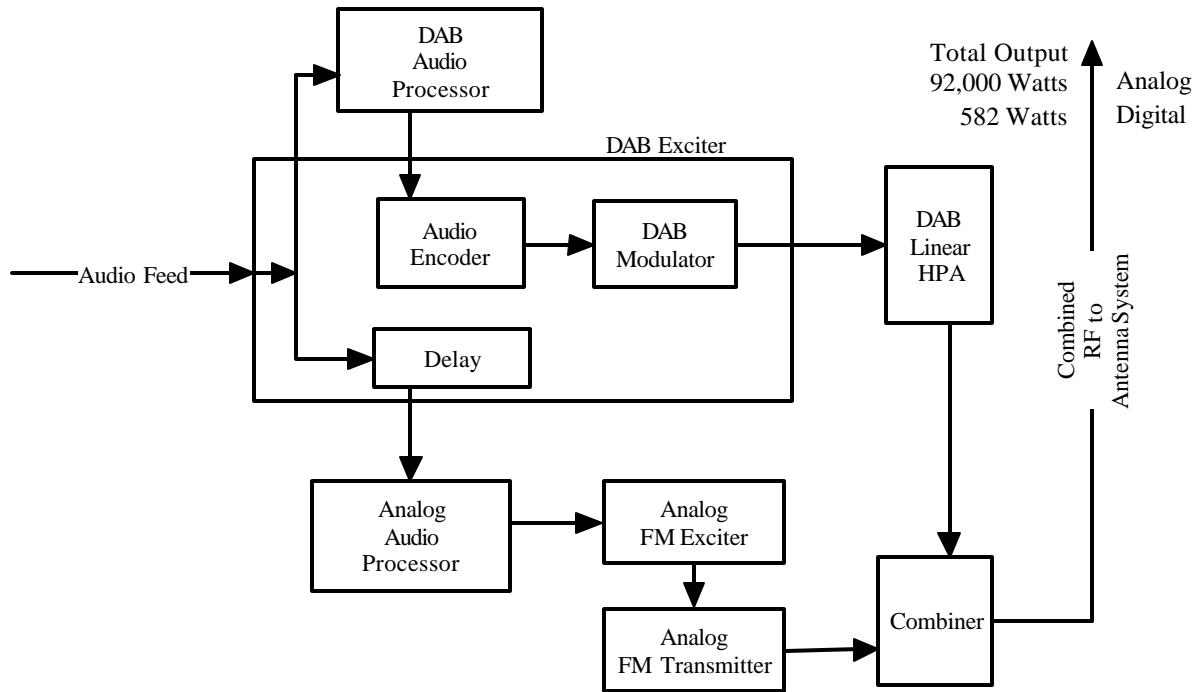 DAB
Audio
Processor
Total Output
92,000 Watts Analog
582 Watts Digital
DAB Exciter
Audio
Encoder
DAB
Modulator
DAB
Linear
HPA
Audio Feed
Delay
Combined
RF to
Antenna System
Analog
Audio
Processor
Analog
FM Exciter
Analog
FM Transmitter
Combiner